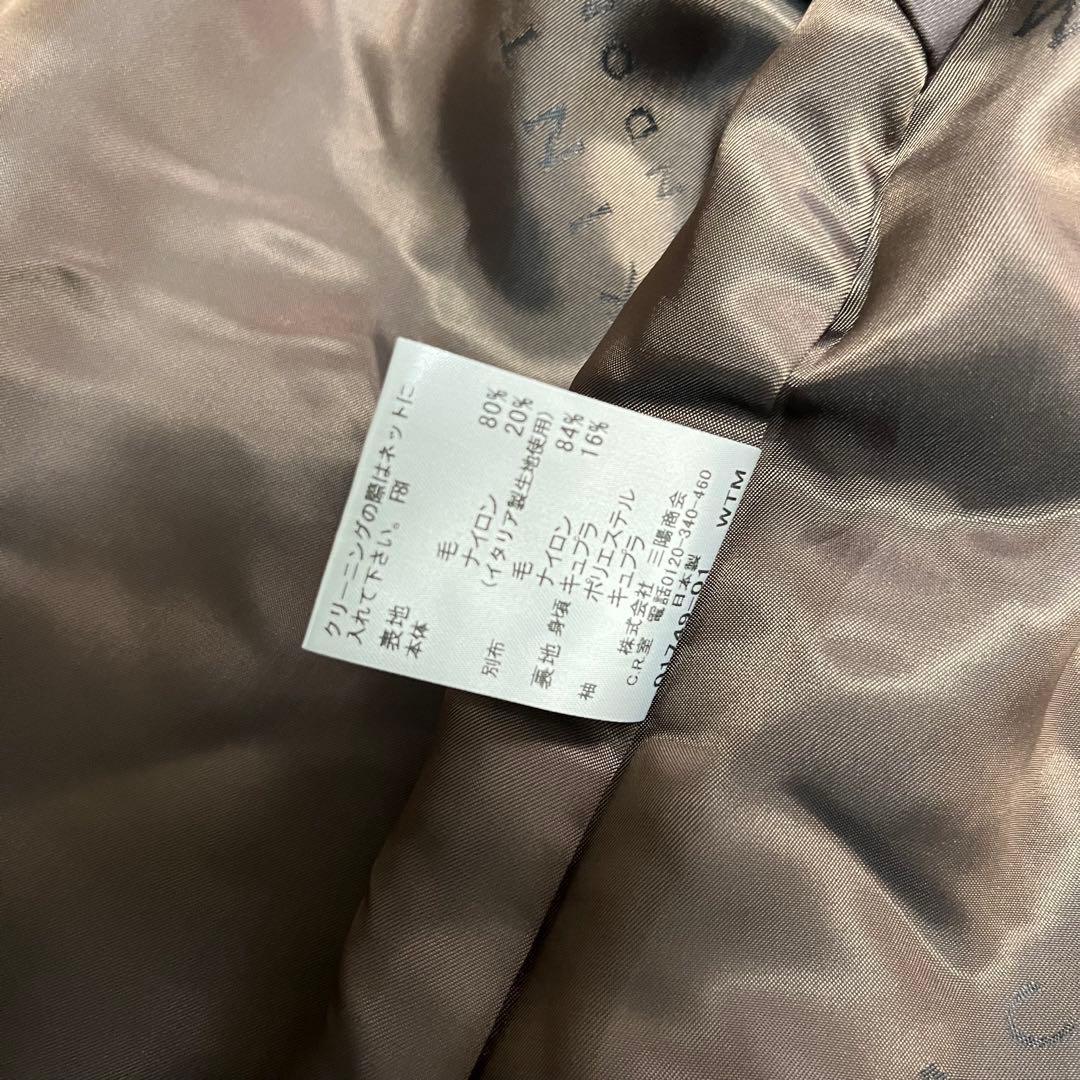 クリーニングの際はネットに
入れて下さい。 F8I
表地
本体 毛 80%
ナイロン 20%
(イタリア製生地使用)
別布 毛 84%
ナイロン 16%
裏地 身頃 キュプラ
ポリエステル
袖 キュプラ
株式会社 三陽商会
C.R.室 電話0120-340-460
日本製
01749-01 WTM